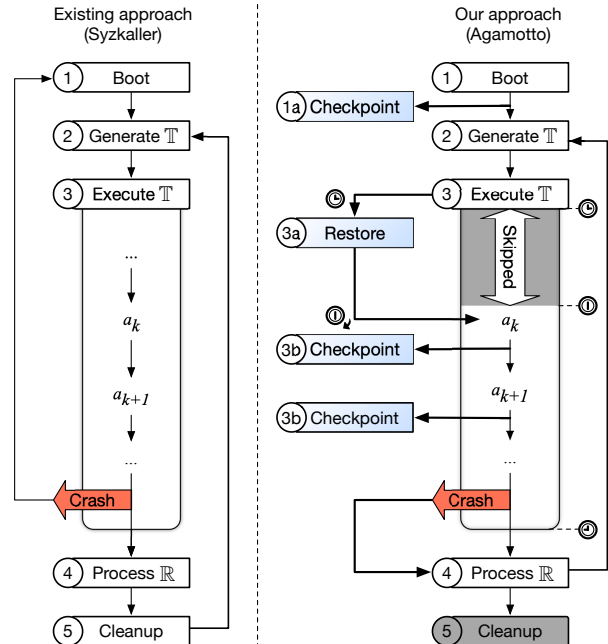 Existing approach
(Syzkaller)
1 Boot
2 Generate 𝕋
3 Execute 𝕋
...
a_k
a_{k+1}
...
Crash
4 Process ℝ
5 Cleanup
Our approach
(Agamotto)
1 Boot
1a Checkpoint
2 Generate 𝕋
3 Execute 𝕋
3a Restore
Skipped
a_k
3b Checkpoint
a_{k+1}
3b Checkpoint
...
Crash
4 Process ℝ
5 Cleanup